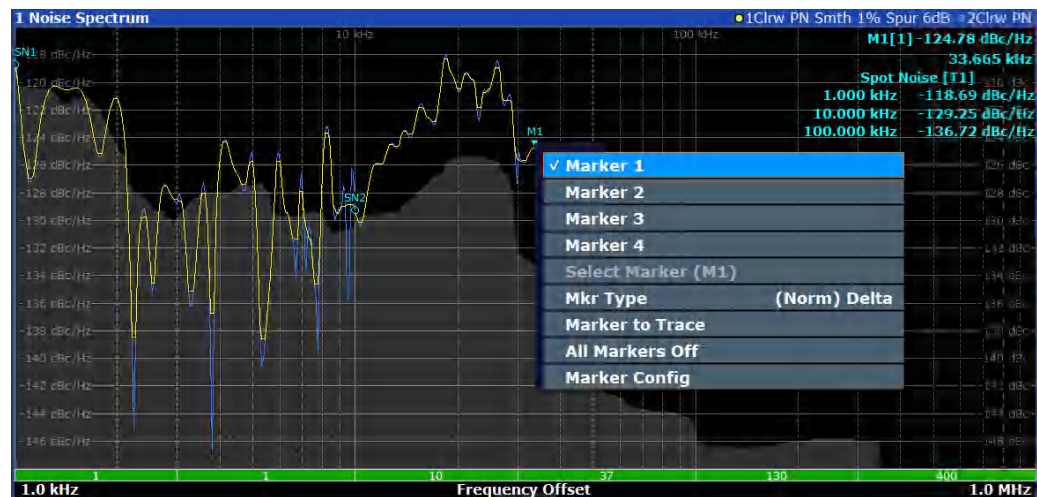 1 Noise Spectrum
1Clrw PN Smth 1% Spur 6dB 2Clrw PN
10 kHz
100 kHz
M1[1] -124.78 dBc/Hz
33.665 kHz
Spot Noise [T1]
1.000 kHz -118.69 dBc/Hz
10.000 kHz -129.25 dBc/Hz
100.000 kHz -136.72 dBc/Hz
SN1
-120 dBc/Hz
-122 dBc/Hz
-124 dBc/Hz
M1
-126 dBc/Hz
✓ Marker 1
-128 dBc/Hz
SN2
Marker 2
-130 dBc/Hz
Marker 3
-132 dBc/Hz
Marker 4
-134 dBc/Hz
Select Marker (M1)
-136 dBc/Hz
Mkr Type (Norm) Delta
-138 dBc/Hz
Marker to Trace
-140 dBc/Hz
All Markers Off
-142 dBc/Hz
Marker Config
-144 dBc/Hz
-146 dBc/Hz
1 1 10 37 130 400
1.0 kHz Frequency Offset 1.0 MHz